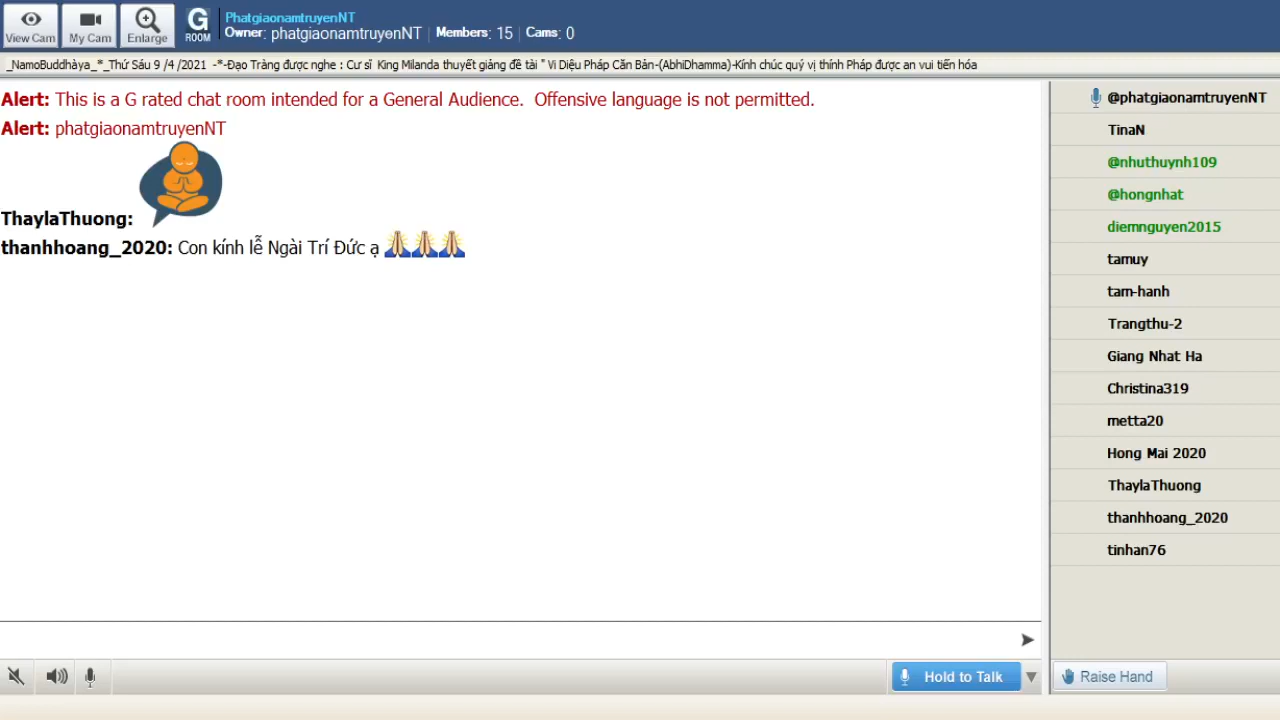 View Cam
My Cam
Enlarge
G
ROOM
PhatgiaonamtruyenNT
Owner: phatgiaonamtruyenNT Members: 15 Cams: 0
_NamoBuddhàya_*_Thứ Sáu 9 /4 /2021 -*-Đạo Tràng được nghe : Cư sĩ King Milanda thuyết giảng đề tài " Vi Diệu Pháp Căn Bản-(AbhiDhamma)-Kính chúc quý vị thính Pháp được an vui tiến hóa
Alert: This is a G rated chat room intended for a General Audience. Offensive language is not permitted.
Alert: phatgiaonamtruyenNT
ThaylaThuong:
thanhhoang_2020: Con kính lễ Ngài Trí Đức ạ
@phatgiaonamtruyenNT
TinaN
@nhuthuynh109
@hongnhat
diemnguyen2015
tamuy
tam-hanh
Trangthu-2
Giang Nhat Ha
Christina319
metta20
Hong Mai 2020
ThaylaThuong
thanhhoang_2020
tinhan76
Hold to Talk
Raise Hand